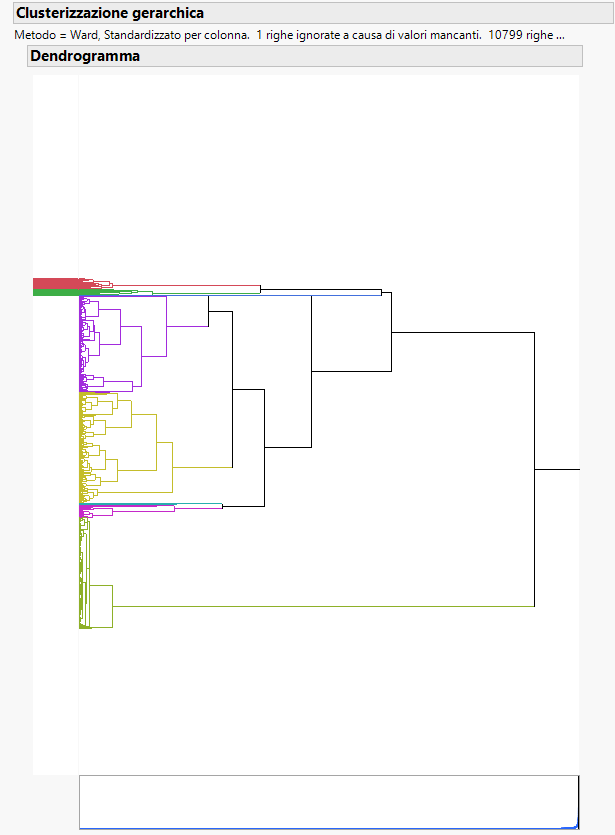 Clusterizzazione gerarchica
Metodo = Ward, Standardizzato per colonna. 1 righe ignorate a causa di valori mancanti. 10799 righe ...
Dendrogramma